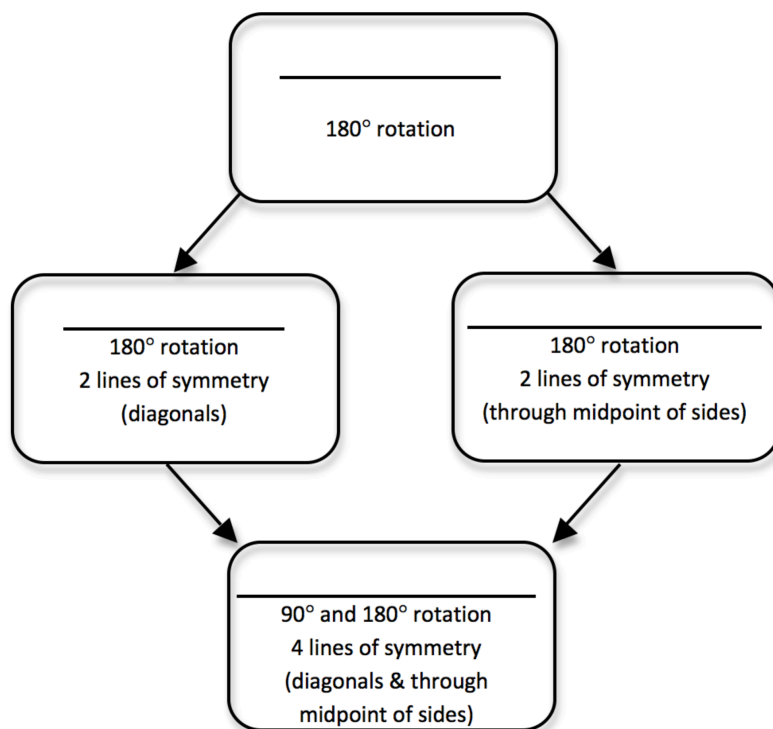 180° rotation
180° rotation
2 lines of symmetry
(diagonals)
180° rotation
2 lines of symmetry
(through midpoint of sides)
90° and 180° rotation
4 lines of symmetry
(diagonals & through
midpoint of sides)